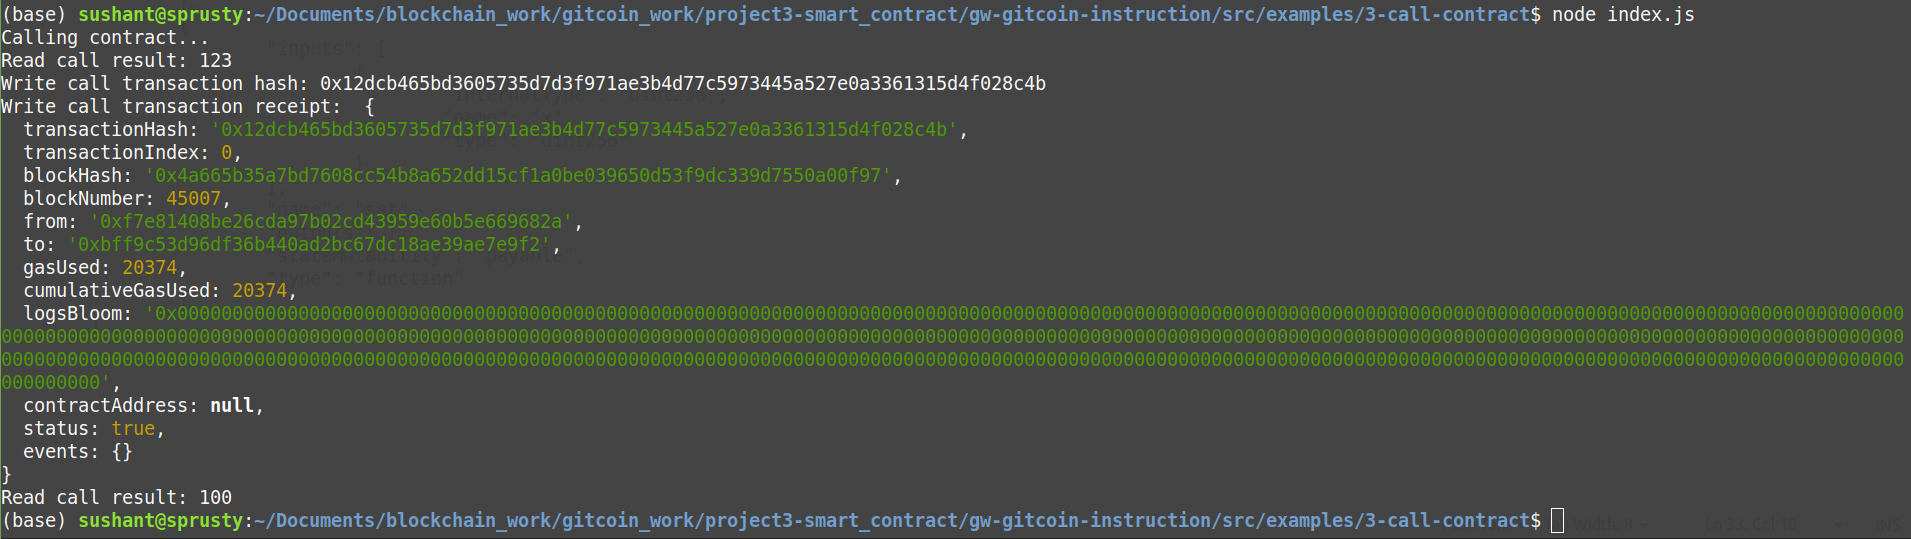 (base) sushant@sprusty:~/Documents/blockchain_work/gitcoin_work/project3-smart_contract/gw-gitcoin-instruction/src/examples/3-call-contract$ node index.js
Calling contract...
Read call result: 123
Write call transaction hash: 0x12dcb465bd3605735d7d3f971ae3b4d77c5973445a527e0a3361315d4f028c4b
Write call transaction receipt:  {
  transactionHash: '0x12dcb465bd3605735d7d3f971ae3b4d77c5973445a527e0a3361315d4f028c4b',
  transactionIndex: 0,
  blockHash: '0x4a665b35a7bd7608cc54b8a652dd15cf1a0be039650d53f9dc339d7550a00f97',
  blockNumber: 45007,
  from: '0xf7e81408be26cda97b02cd43959e60b5e669682a',
  to: '0xbff9c53d96df36b440ad2bc67dc18ae39ae7e9f2',
  gasUsed: 20374,
  cumulativeGasUsed: 20374,
  logsBloom: '0x0000000000000000000000000000000000000000000000000000000000000000000000000000000000000000000000000000000000000000000000000000000000000000000000000000000000000
00000000000000000000000000000000000000000000000000000000000000000000000000000000000000000000000000000000000000000000000000000000000000000000000000000000000000000000000000000
00000000000000000000000000000000000000000000000000000000000000000000000000000000000000000000000000000000000000000000000000000000000000000000000000000000000000000000000000000
000000000',
  contractAddress: null,
  status: true,
  events: {}
}
Read call result: 100
(base) sushant@sprusty:~/Documents/blockchain_work/gitcoin_work/project3-smart_contract/gw-gitcoin-instruction/src/examples/3-call-contract$